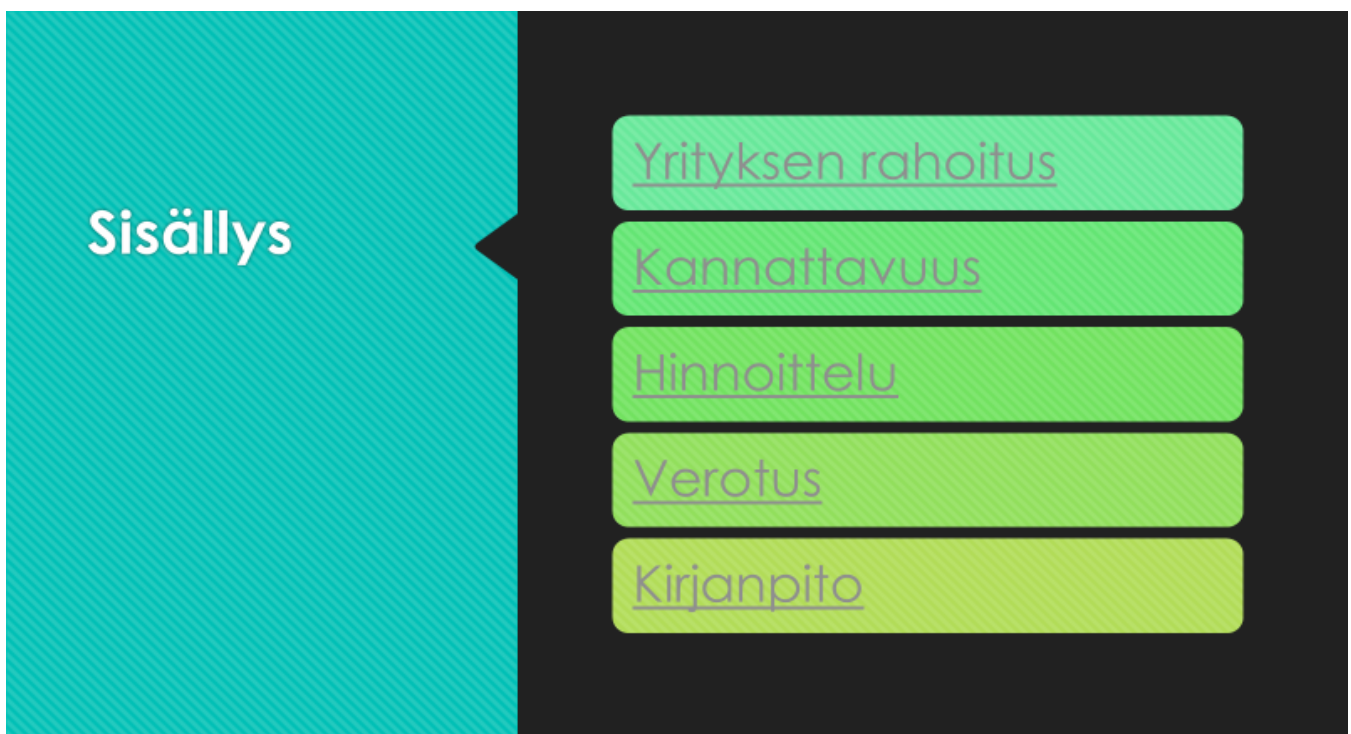 Sisällys
Yrityksen rahoitus
Kannattavuus
Hinnoittelu
Verotus
Kirjanpito